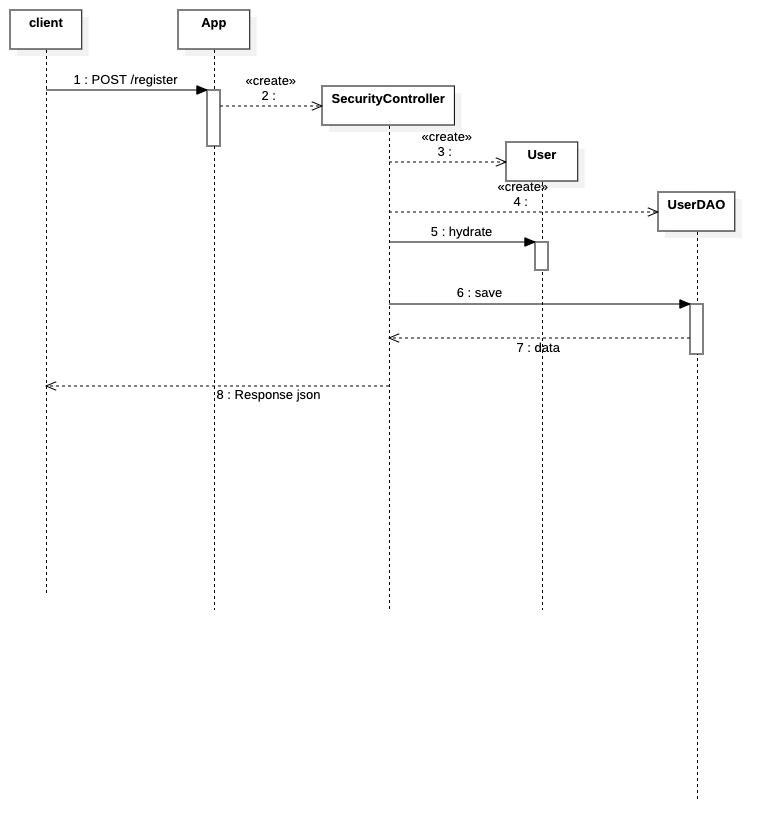 client
App
1 : POST /register
«create»
2 :
SecurityController
«create»
3 :
User
«create»
4 :
UserDAO
5 : hydrate
6 : save
7 : data
8 : Response json